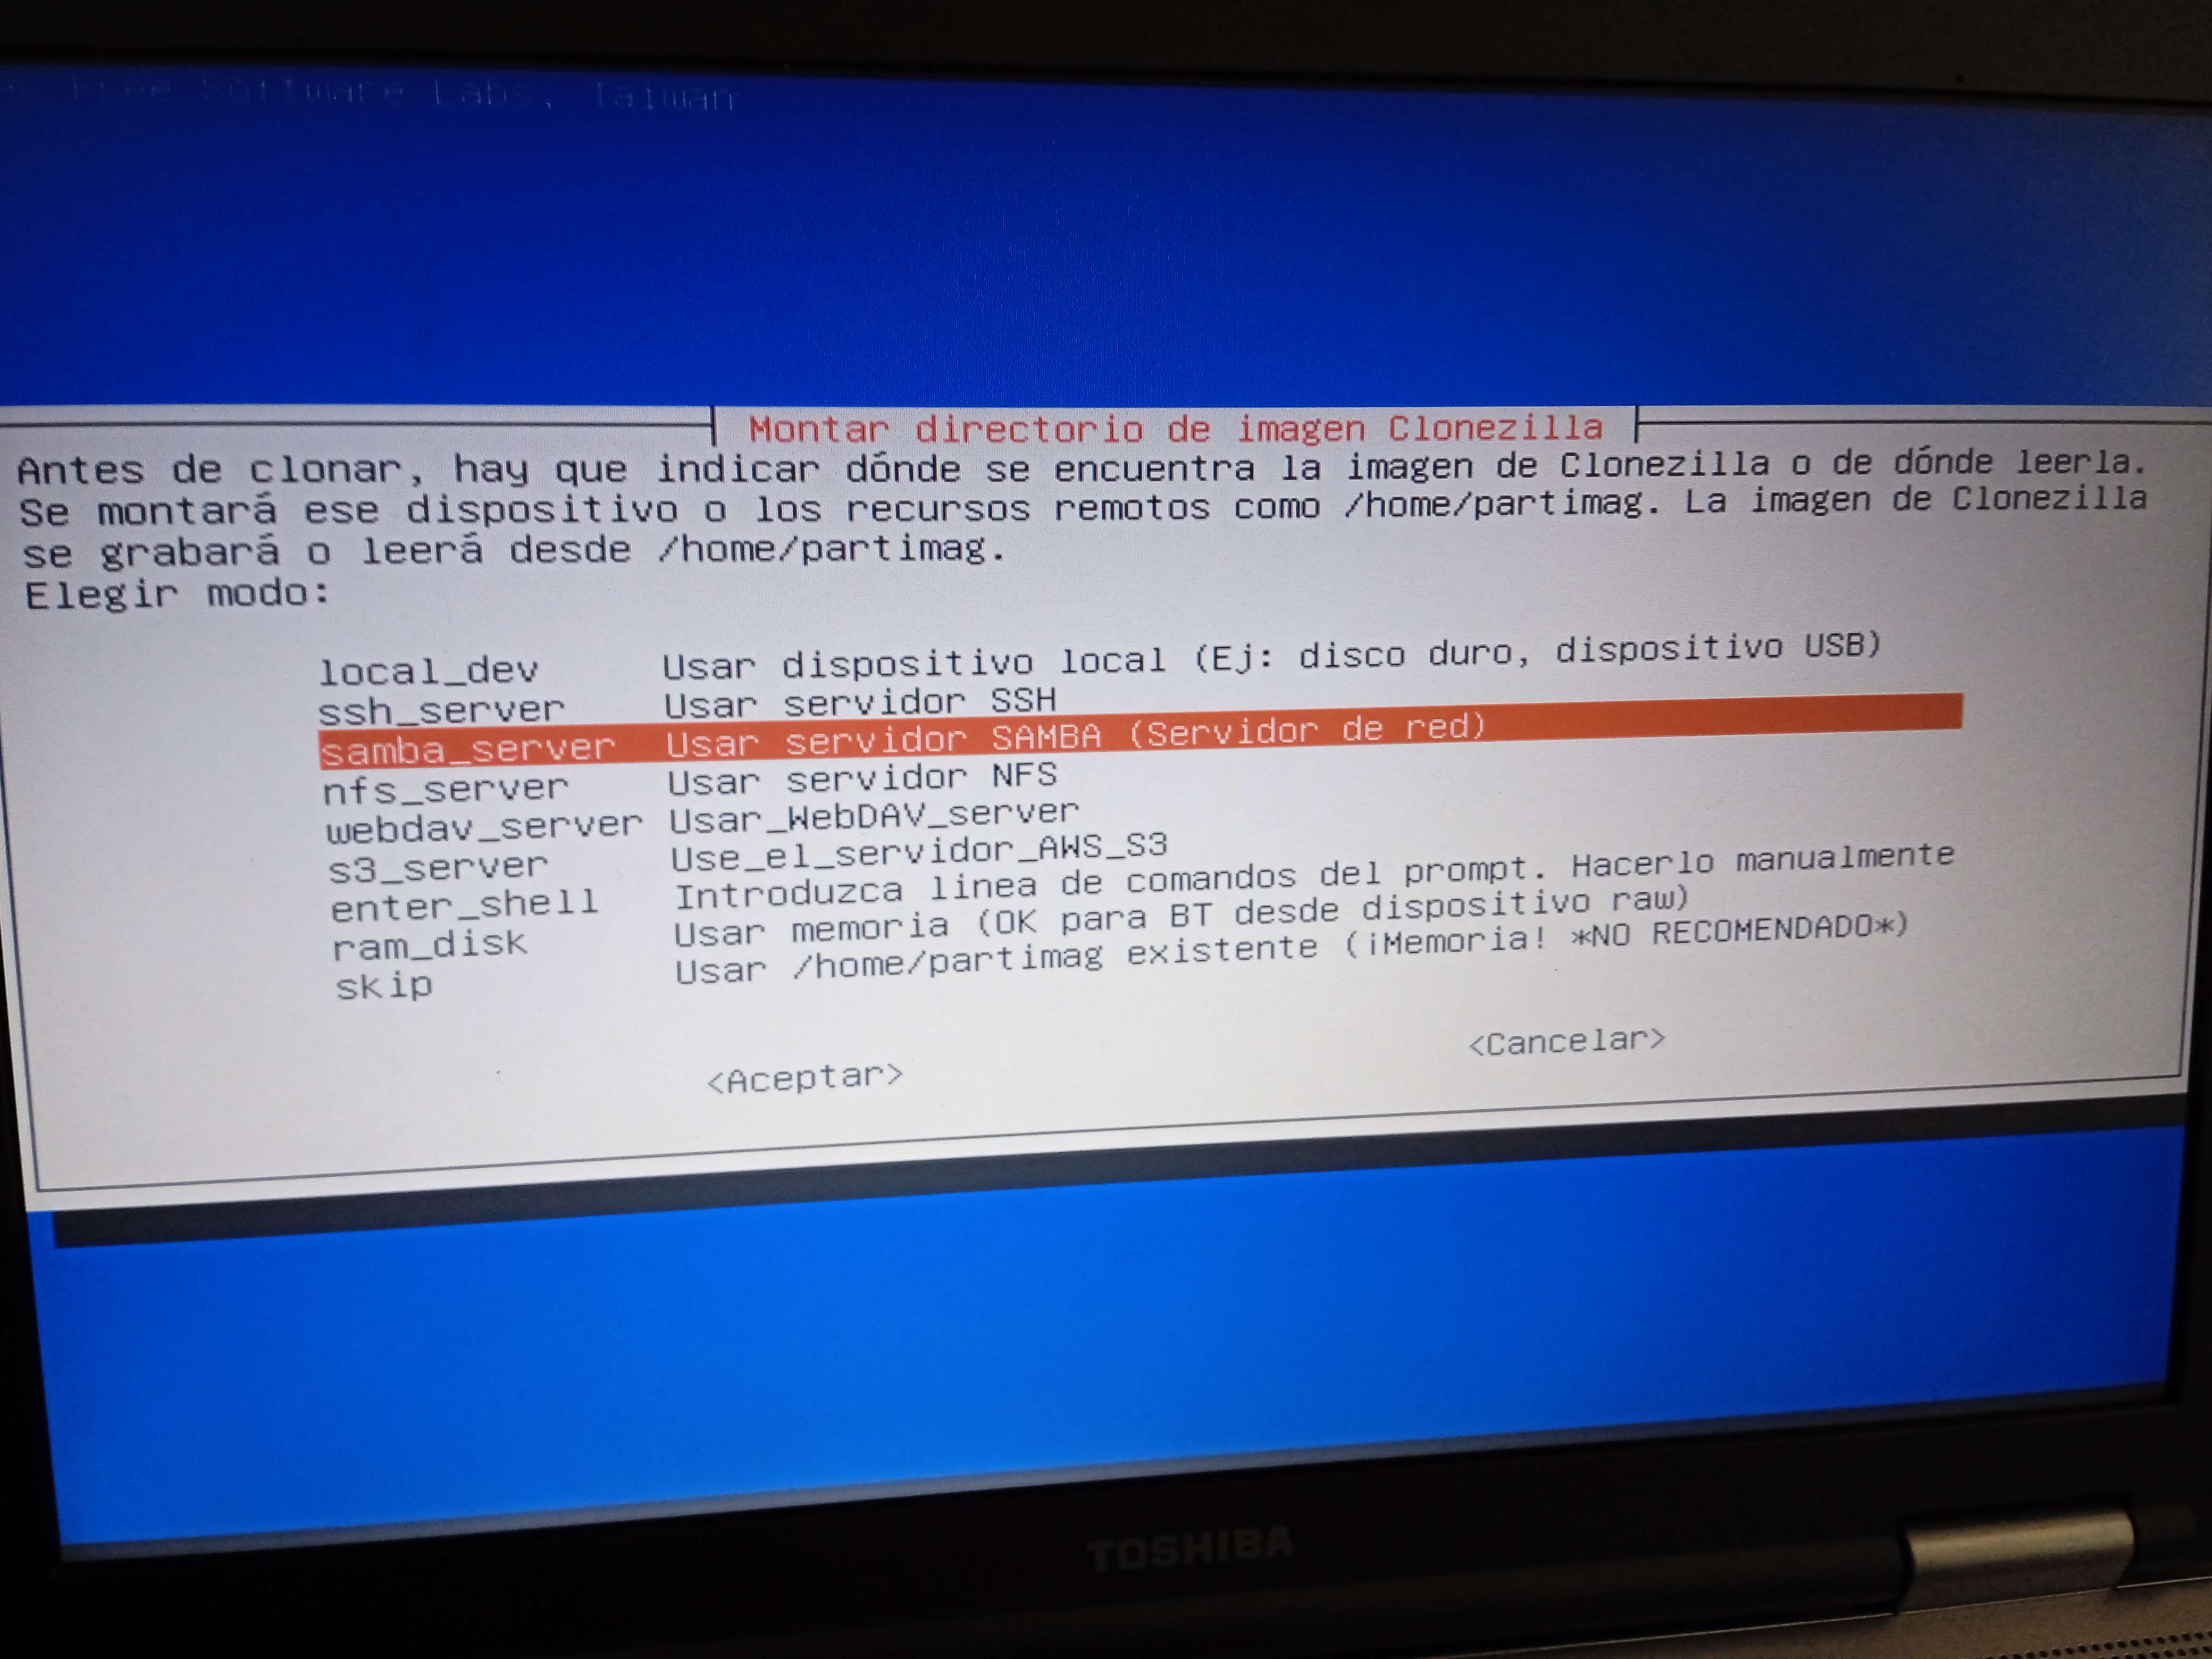 Free Software Labs, Taiwan
Montar directorio de imagen Clonezilla
Antes de clonar, hay que indicar dónde se encuentra la imagen de Clonezilla o de dónde leerla.
Se montará ese dispositivo o los recursos remotos como /home/partimag. La imagen de Clonezilla
se grabará o leerá desde /home/partimag.
Elegir modo:
local_dev Usar dispositivo local (Ej: disco duro, dispositivo USB)
ssh_server Usar servidor SSH
samba_server Usar servidor SAMBA (Servidor de red)
nfs_server Usar servidor NFS
webdav_server Usar_WebDAV_server
s3_server Use_el_servidor_AWS_S3
enter_shell Introduzca linea de comandos del prompt. Hacerlo manualmente
ram_disk Usar memoria (OK para BT desde dispositivo raw)
skip Usar /home/partimag existente (¡Memoria! *NO RECOMENDADO*)
<Aceptar> <Cancelar>
TOSHIBA